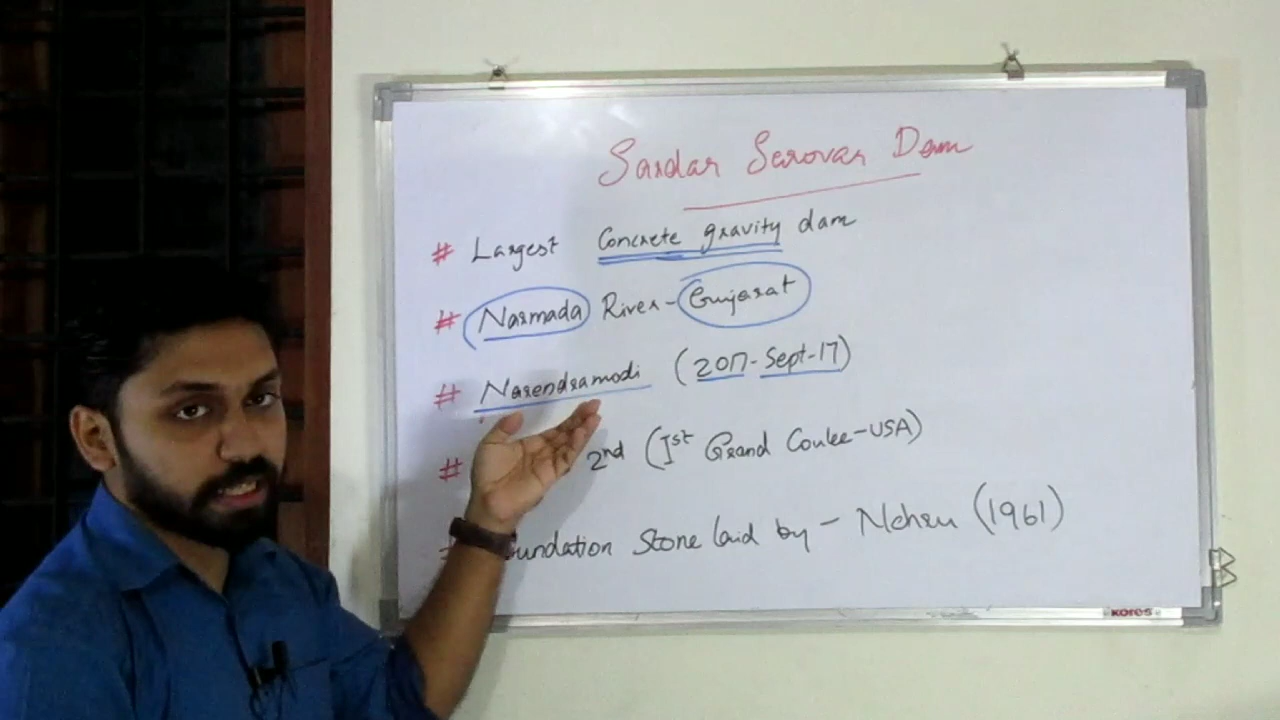 Sardar Sarovar Dam
# Largest Concrete gravity dam
# Narmada River - Gujarat
# Narendramodi (2017 - Sept - 17)
# 2nd (Ist Grand Coulee - USA)
# undation Stone laid by - Nehru (1961)
kores